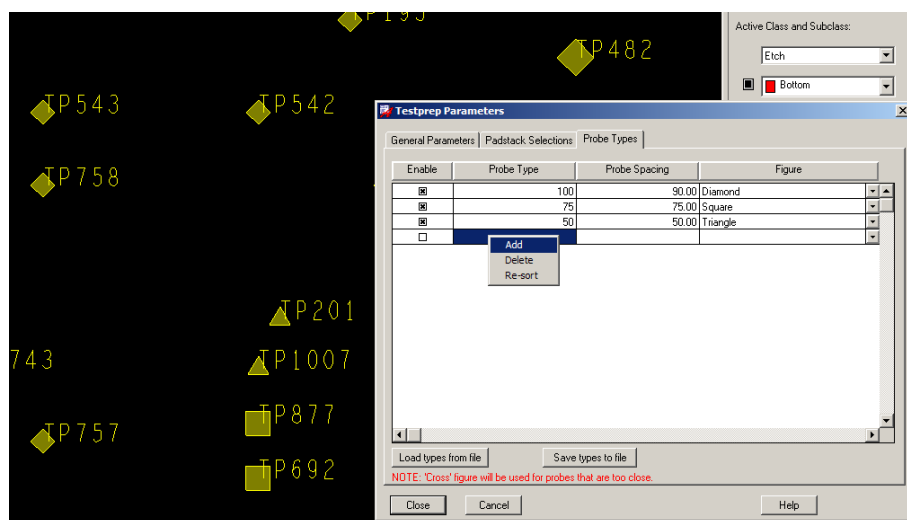 TP195
TP482
TP543
TP542
TP758
TP201
743
TP1007
TP877
TP757
TP692
Active Class and Subclass:
Etch
Bottom
Testprep Parameters
General Parameters Padstack Selections Probe Types
Enable Probe Type Probe Spacing Figure
100 90.00 Diamond
75 75.00 Square
50 50.00 Triangle
Add
Delete
Re-sort
Load types from file Save types to file
NOTE: 'Cross' figure will be used for probes that are too close.
Close Cancel Help